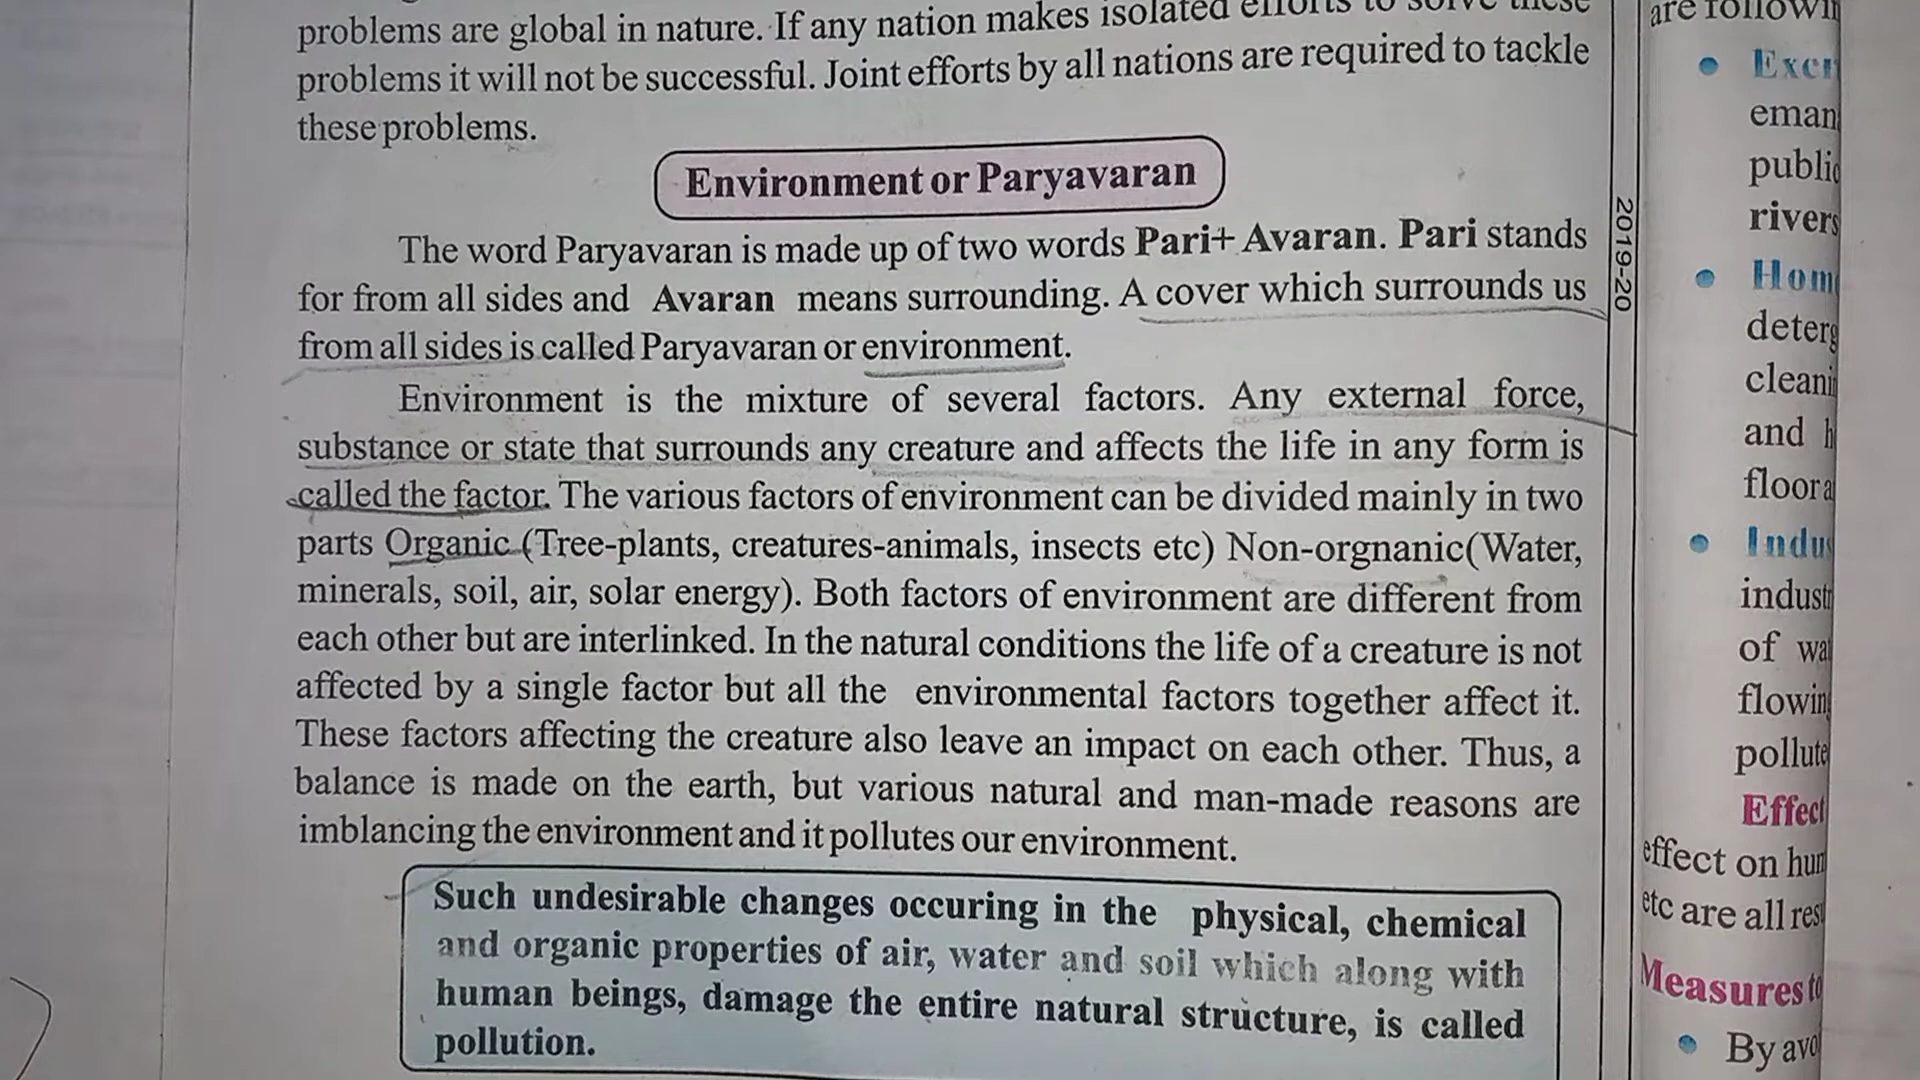 problems are global in nature. If any nation makes isolated efforts to solve these
problems it will not be successful. Joint efforts by all nations are required to tackle
these problems.
Environment or Paryavaran
The word Paryavaran is made up of two words Pari+ Avaran. Pari stands
for from all sides and Avaran means surrounding. A cover which surrounds us
from all sides is called Paryavaran or environment.
Environment is the mixture of several factors. Any external force,
substance or state that surrounds any creature and affects the life in any form is
called the factor. The various factors of environment can be divided mainly in two
parts Organic (Tree-plants, creatures-animals, insects etc) Non-orgnanic(Water,
minerals, soil, air, solar energy). Both factors of environment are different from
each other but are interlinked. In the natural conditions the life of a creature is not
affected by a single factor but all the environmental factors together affect it.
These factors affecting the creature also leave an impact on each other. Thus, a
balance is made on the earth, but various natural and man-made reasons are
imblancing the environment and it pollutes our environment.
Such undesirable changes occuring in the physical, chemical
and organic properties of air, water and soil which along with
human beings, damage the entire natural structure, is called
pollution.
2019-20
are
rivers
and
of
Effect
effect on
etc are all
Measures to
By